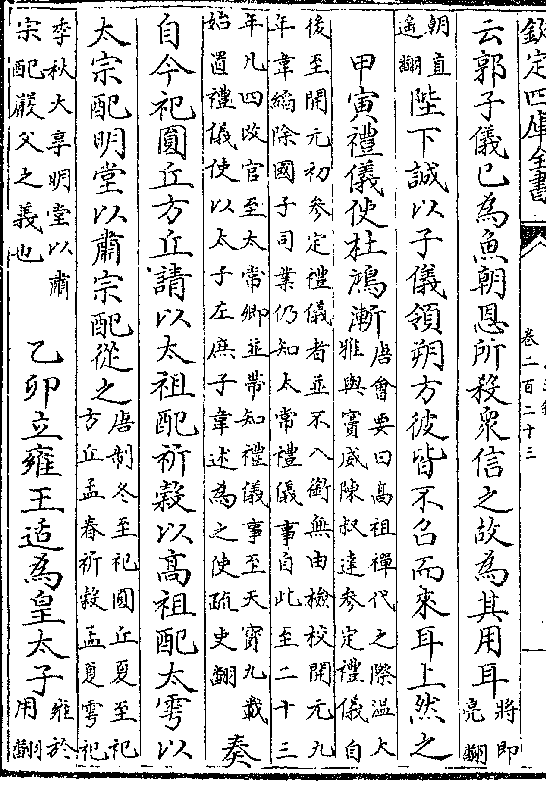 欽定四庫全書
卷二百二十三
云郭子儀已為魚朝恩所殺衆信之故為其用耳將即亮翻
朝直遥翻陛下誠以子儀領朔方彼皆不召而來耳上然之
甲寅禮儀使杜鴻漸唐會要曰高祖禪代之際温大雅與竇威陳叔達參定禮儀自
後至開元初參定禮儀者並不入銜無由檢校開元九年韋縚除國子司業仍知太常禮儀事自此至二十三
年凡四改官至太常卿並帶知禮儀事至天寶九載始置禮儀使以太子左庶子韋述為之使疏史翻奏
自今祀圓丘方丘請以太祖配祈穀以髙祖配太雩以
太宗配明堂以肅宗配從之唐制冬至祀圜丘夏至祀方丘孟春祈穀孟夏雩祀
季秋大享明堂以肅宗配嚴父之義也乙卯立雍王适為皇太子雍於用翻